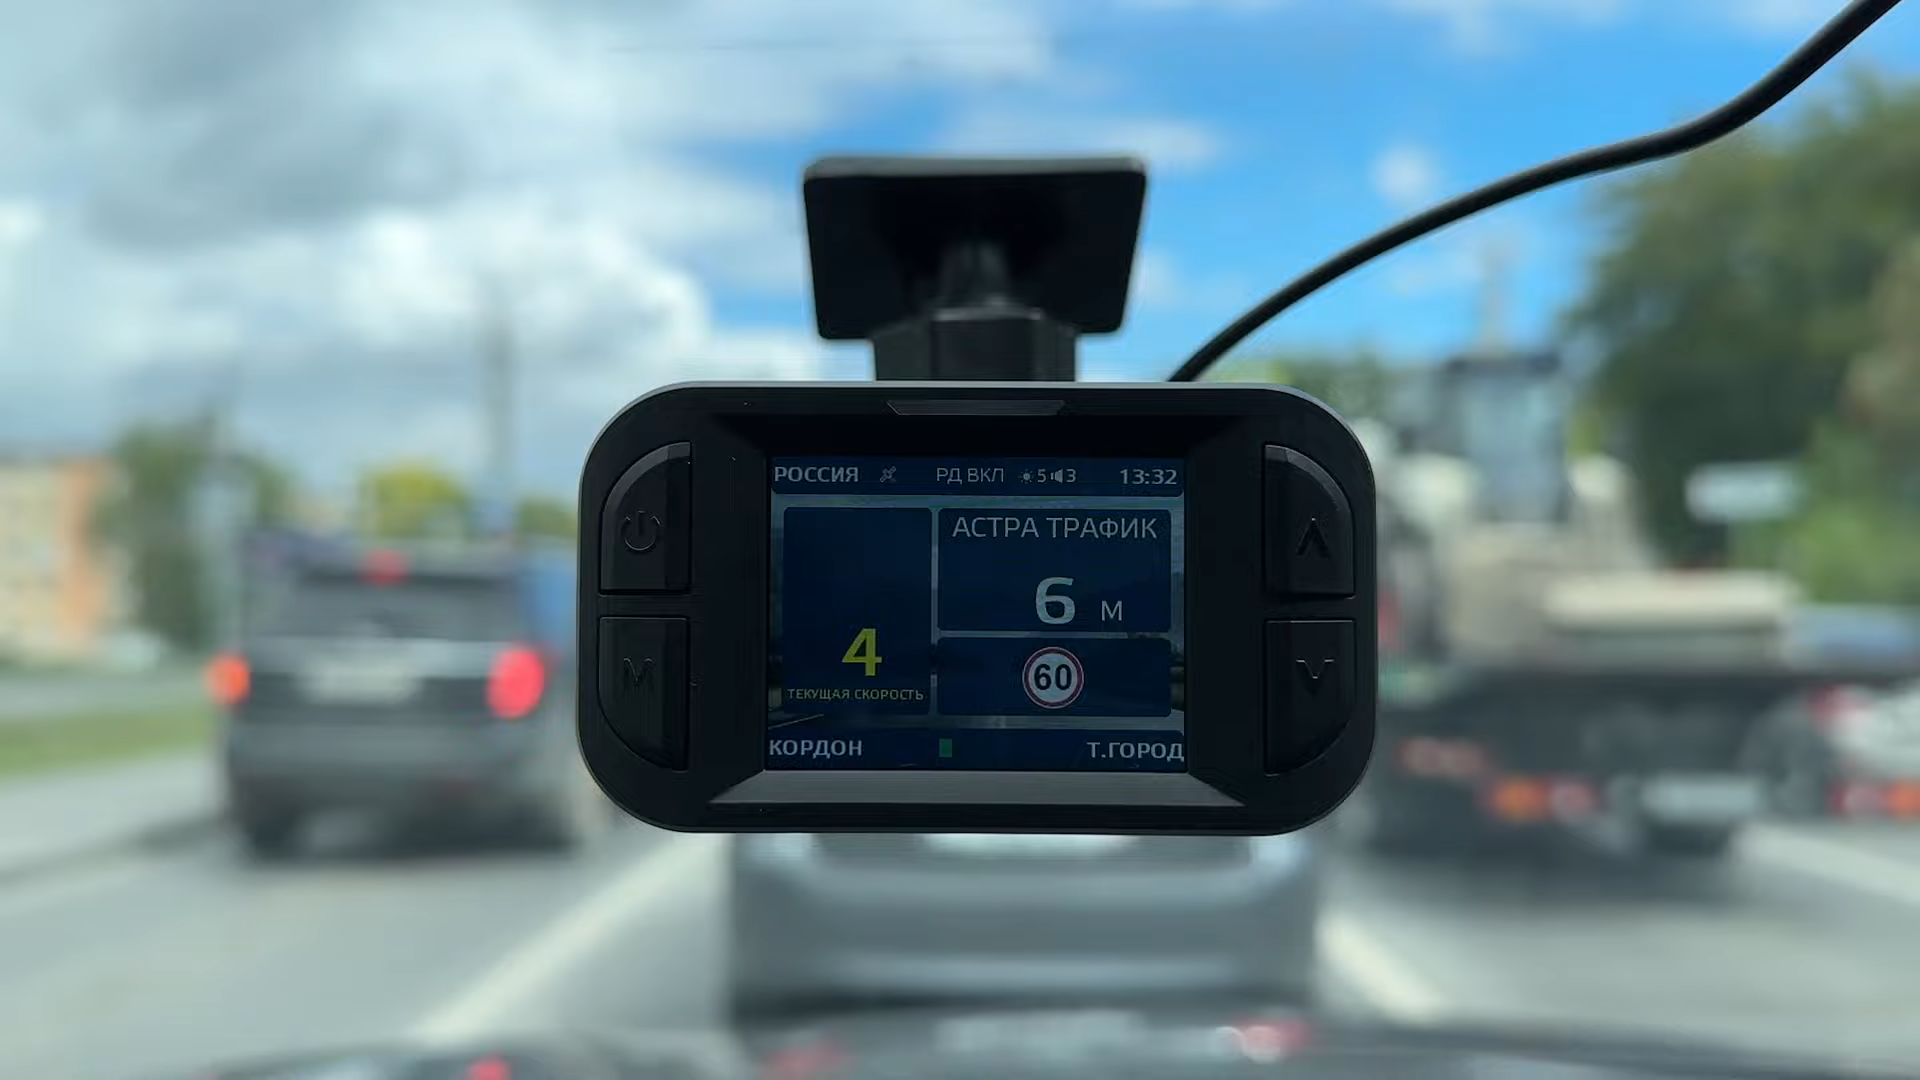 РОССИЯ РД ВКЛ 5 3 13:32
АСТРА ТРАФИК
6 М
4
ТЕКУЩАЯ СКОРОСТЬ
60
КОРДОН Т.ГОРОД
M